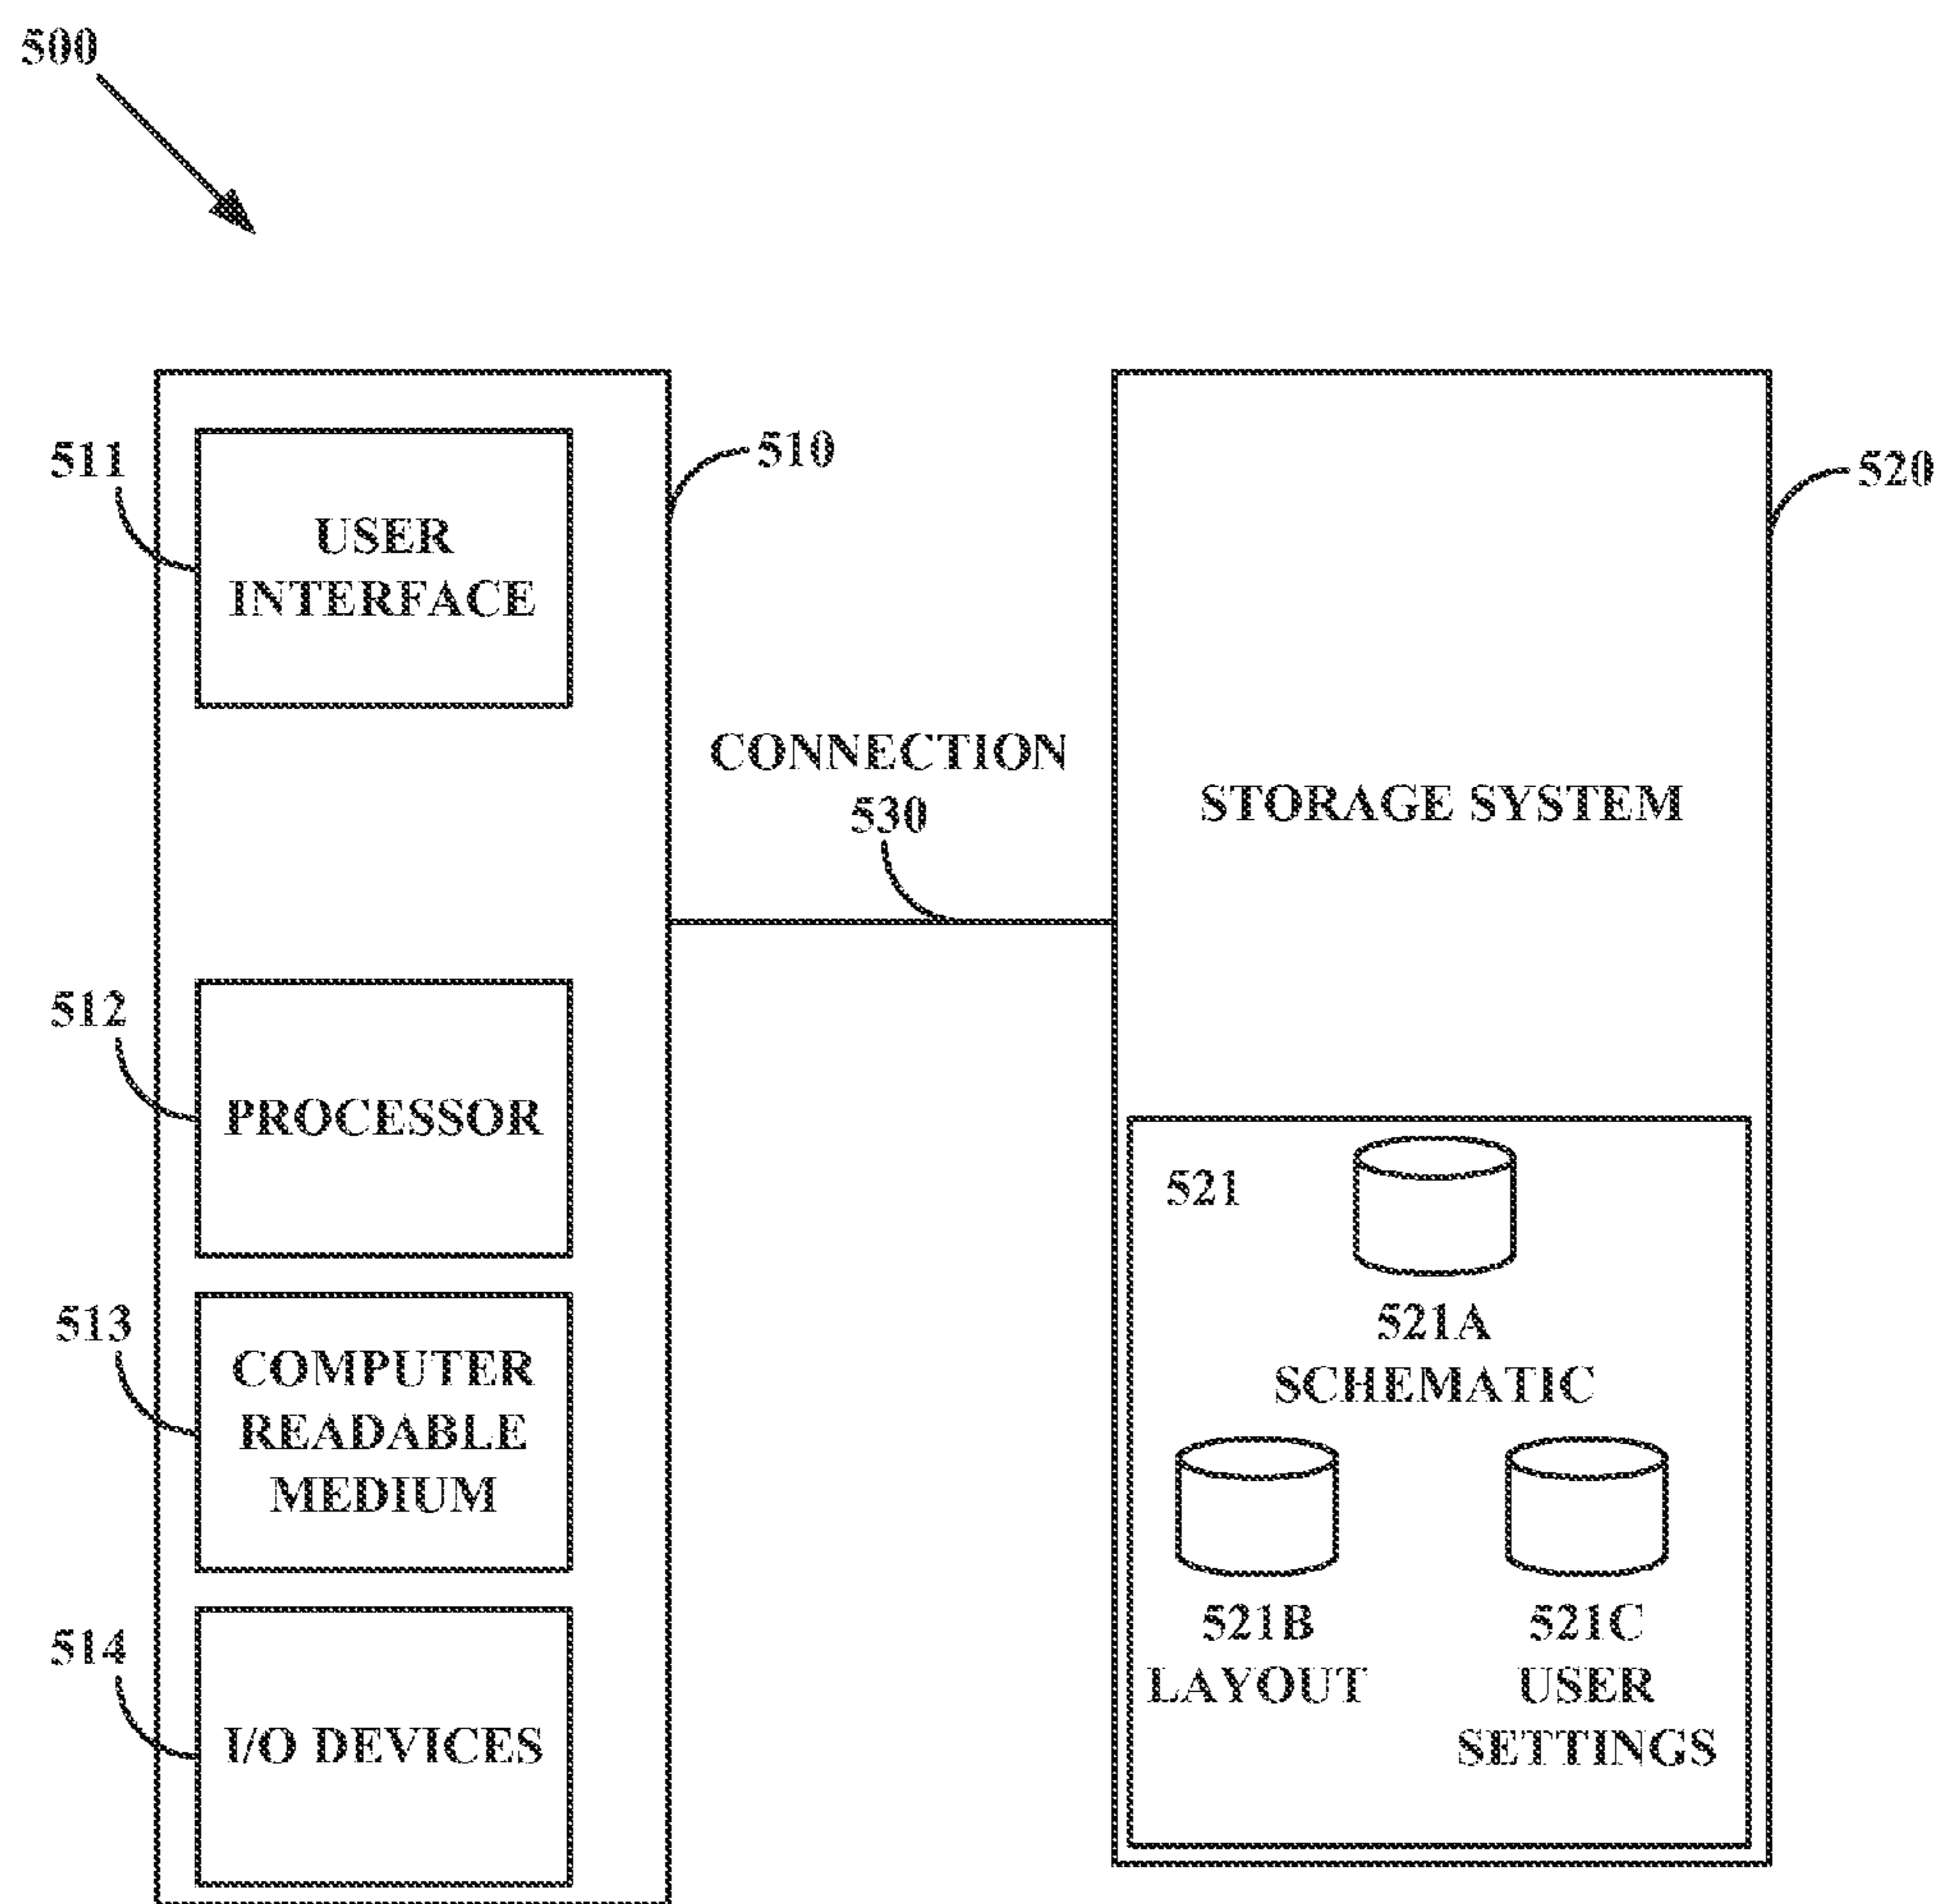 500
511
USER
INTERFACE
510
520
CONNECTION
530
STORAGE SYSTEM
512
PROCESSOR
513
COMPUTER
READABLE
MEDIUM
514
I/O DEVICES
521
521A
SCHEMATIC
521B
LAYOUT
521C
USER
SETTINGS